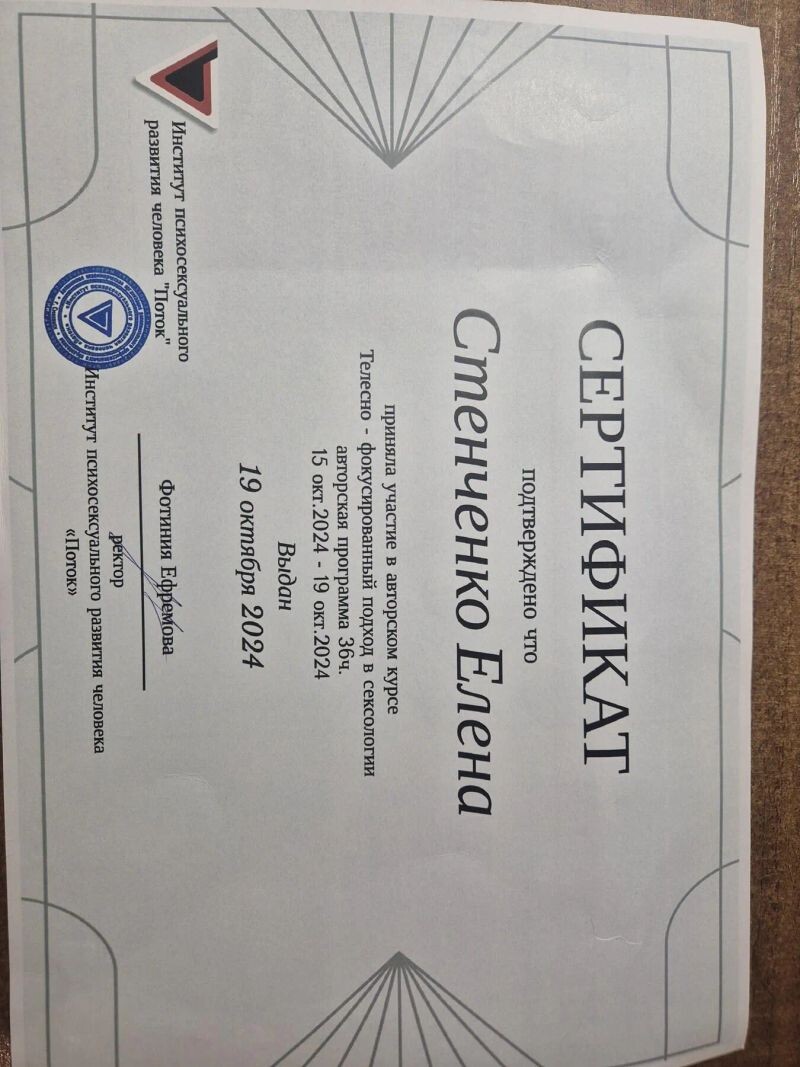 СЕРТИФИКАТ
подтверждено что
Стенченко Елена
приняла участие в авторском курсе
Телесно - фокусированный подход в сексологии
авторская программа 36ч.
15 окт.2024 - 19 окт.2024
Выдан
19 октября 2024
Институт психосексуального
развития человека "Поток"
Фотиния Ефремова
ректор
Институт психосексуального развития человека
«Поток»